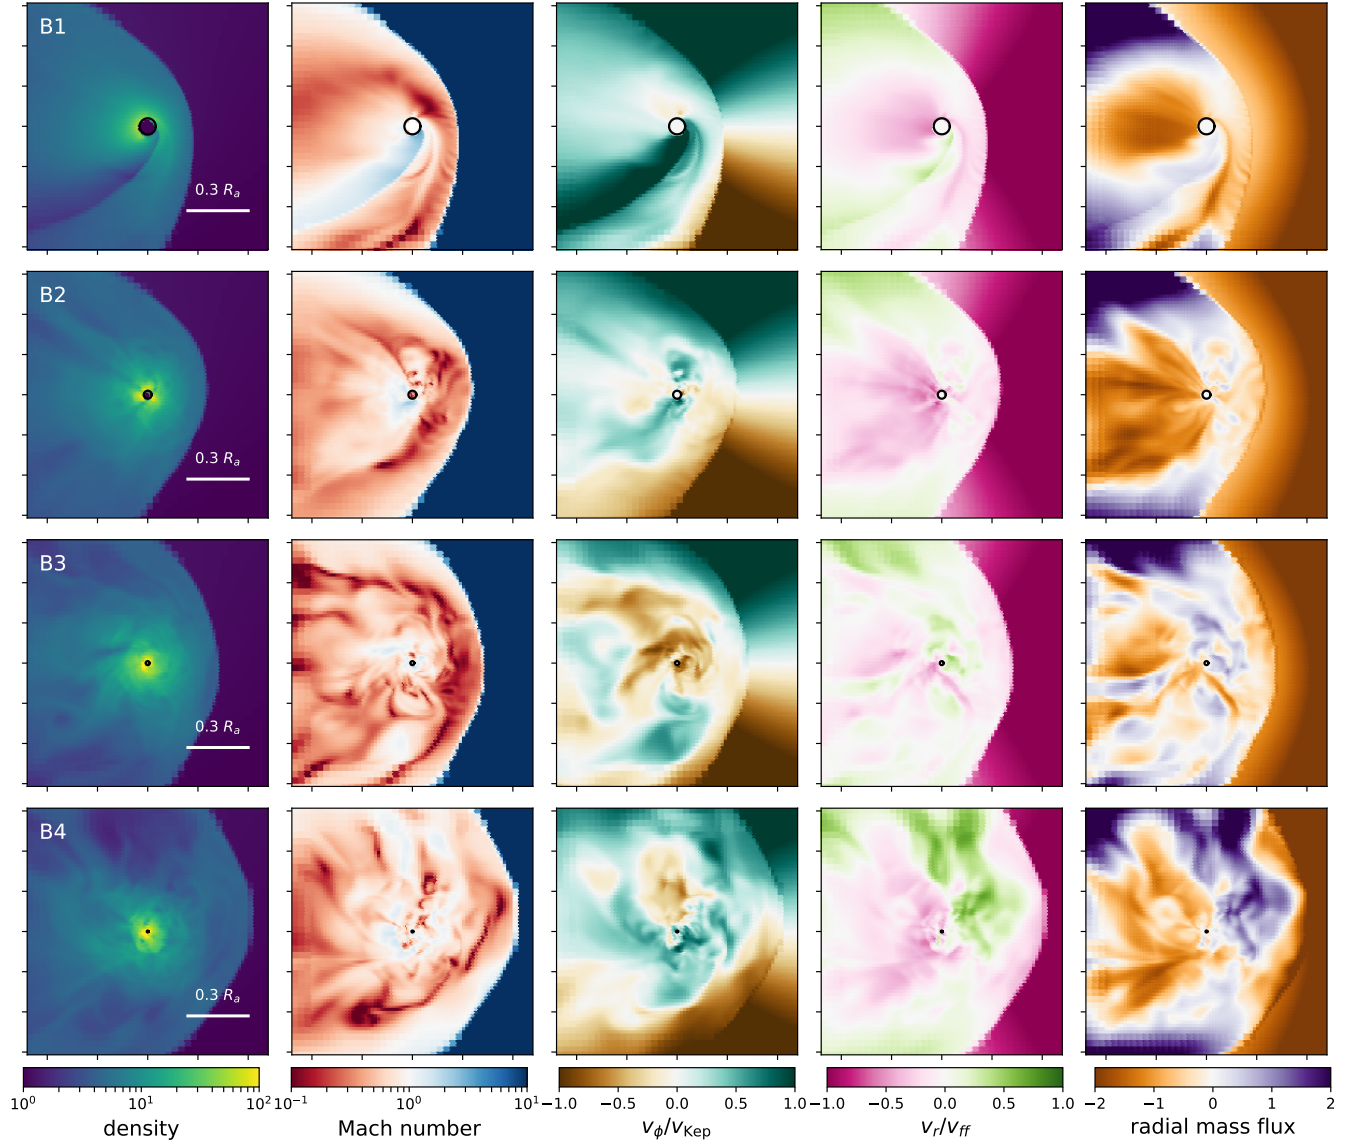 B1
0.3 Rₐ
B2
0.3 Rₐ
B3
0.3 Rₐ
B4
0.3 Rₐ
10⁰ 10¹ 10² 10⁻¹ 10⁰ 10¹ −1.0 −0.5 0.0 0.5 1.0 −1.0 −0.5 0.0 0.5 1.0 −2 −1 0 1 2
density Mach number v_ϕ/v_Kep v_r/v_ff radial mass flux